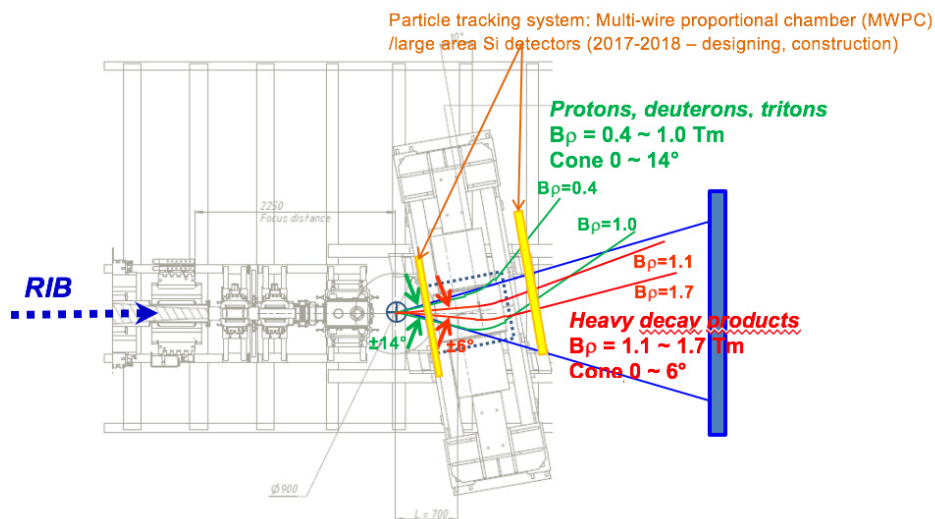 Particle tracking system: Multi-wire proportional chamber (MWPC)
/large area Si detectors (2017-2018 – designing, construction)
10°
Protons, deuterons, tritons
Bρ = 0.4 ~ 1.0 Tm
Cone 0 ~ 14°
Bρ=0.4
2250
Focus distance
Bρ=1.0
Bρ=1.1
RIB
Bρ=1.7
Heavy decay products
±14°
±6°
Bρ = 1.1 ~ 1.7 Tm
Cone 0 ~ 6°
Ø900
L = 700